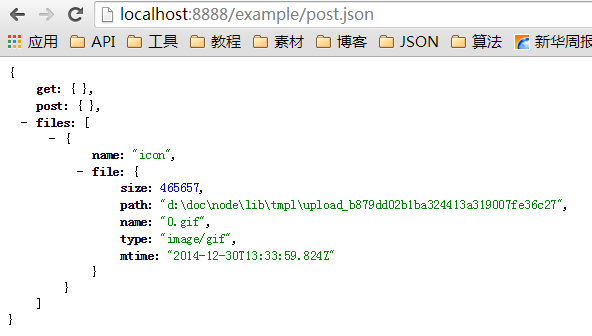 localhost:8888/example/post.json
应用 API 工具 教程 素材 博客 JSON 算法 新华周报
{
get: { },
post: { },
- files: [
- {
name: "icon",
- file: {
size: 465657,
path: "d:\doc\node\lib\tmpl\upload_b879dd02b1ba324413a319007fe36c27",
name: "0.gif",
type: "image/gif",
mtime: "2014-12-30T13:33:59.824Z"
}
}
]
}